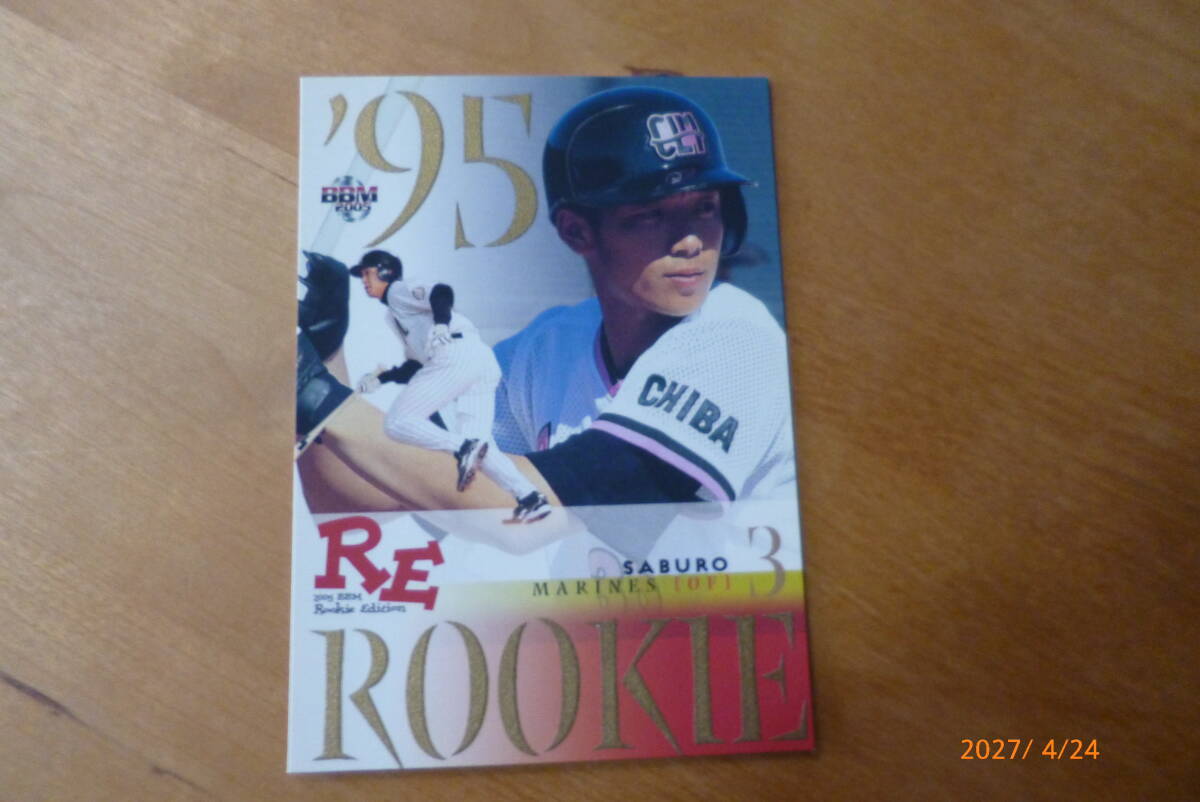 '95
BBM
2005
CHIBA
RE
2005 BBM
Rookie Edition
SABURO
MARINES [OF]
3
ROOKIE
2027/ 4/24